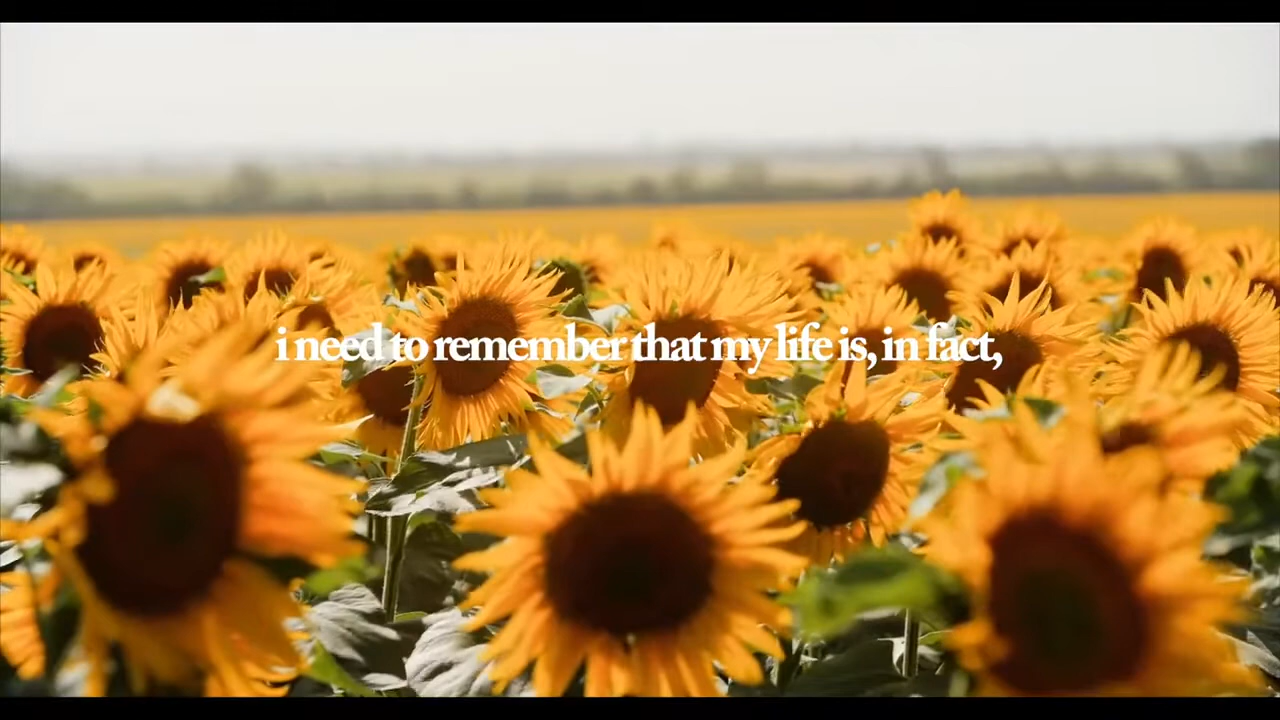 i need to remember that my life is, in fact,